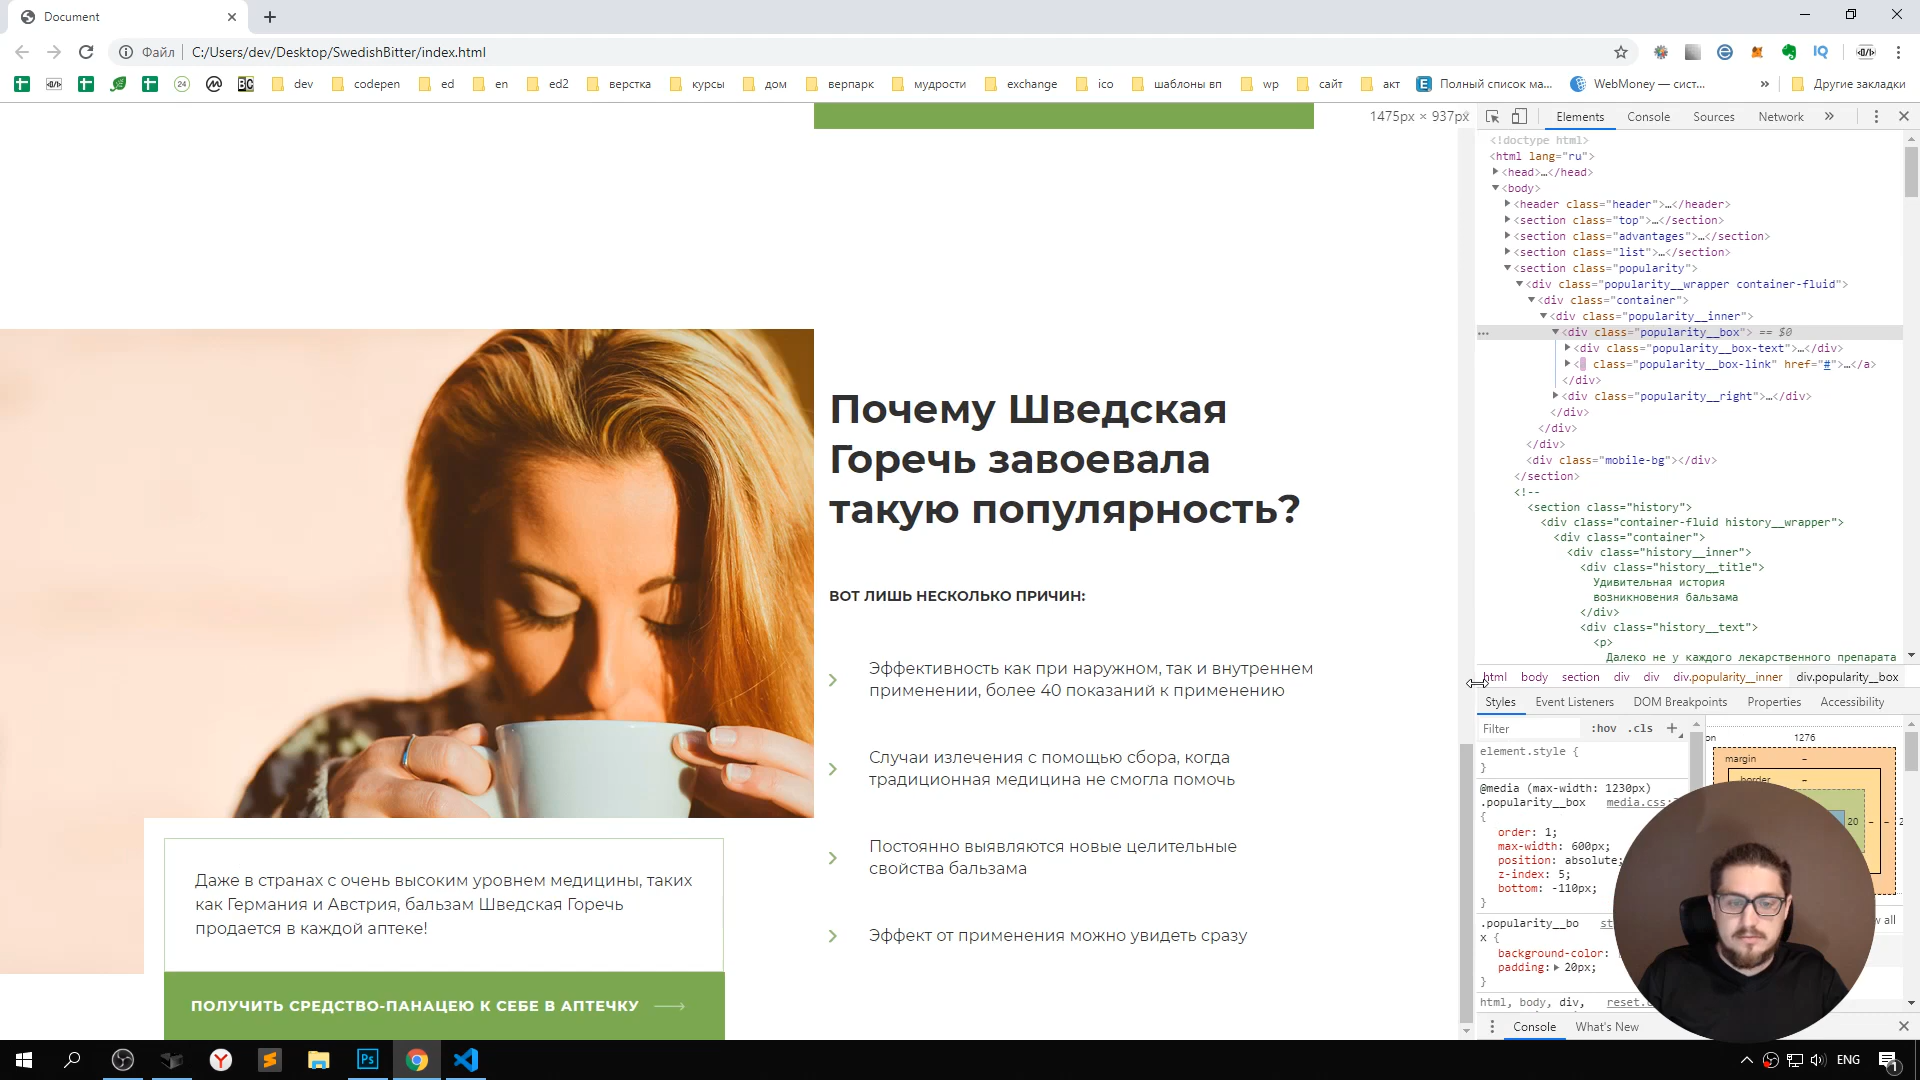 Document
Файл
C:/Users/dev/Desktop/SwedishBitter/index.html
IQ
24
BC
dev
codepen
ed
en
ed2
верстка
курсы
дом
верпарк
мудрости
exchange
ico
шаблоны вп
wp
сайт
акт
Полный список ма...
WebMoney — сист...
Другие закладки
1475px × 937px
Почему Шведская
Горечь завоевала
такую популярность?
ВОТ ЛИШЬ НЕСКОЛЬКО ПРИЧИН:
Эффективность как при наружном, так и внутреннем
применении, более 40 показаний к применению
Случаи излечения с помощью сбора, когда
традиционная медицина не смогла помочь
Постоянно выявляются новые целительные
свойства бальзама
Эффект от применения можно увидеть сразу
Даже в странах с очень высоким уровнем медицины, таких
как Германия и Австрия, бальзам Шведская Горечь
продается в каждой аптеке!
ПОЛУЧИТЬ СРЕДСТВО-ПАНАЦЕЮ К СЕБЕ В АПТЕЧКУ
Elements
Console
Sources
Network
<!doctype html>
<html lang="ru">
<head>…</head>
<body>
<header class="header">…</header>
<section class="top">…</section>
<section class="advantages">…</section>
<section class="list">…</section>
<section class="popularity">
<div class="popularity__wrapper container-fluid">
<div class="container">
<div class="popularity__inner">
<div class="popularity__box"> == $0
<div class="popularity__box-text">…</div>
< class="popularity__box-link" href="#">…</a>
</div>
<div class="popularity__right">…</div>
</div>
</div>
</div>
<div class="mobile-bg"></div>
</section>
<!--
<section class="history">
<div class="container-fluid history__wrapper">
<div class="container">
<div class="history__inner">
<div class="history__title">
Удивительная история
возникновения бальзама
</div>
<div class="history__text">
<p>
Далеко не у каждого лекарственного препарата
html
body
section
div
div
div.popularity__inner
div.popularity__box
Styles
Event Listeners
DOM Breakpoints
Properties
Accessibility
Filter
:hov
.cls
element.style {
}
@media (max-width: 1230px)
.popularity__box
media.css:
{
order: 1;
max-width: 600px;
position: absolute;
z-index: 5;
bottom: -110px;
}
.popularity__bo
st
x {
background-color:
padding: 20px;
}
html, body, div,
reset.c
on
1276
margin
–
border
–
20
–
–
2
all
Console
What's New
Ps
ENG
1